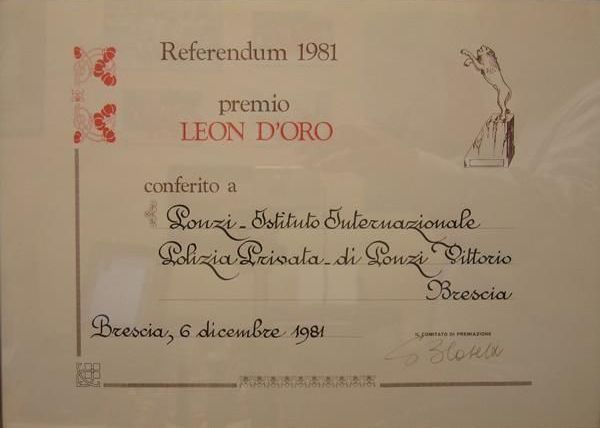 Referendum 1981
premio
LEON D'ORO
conferito a
Ponzi - Istituto Internazionale
Polizia Privata - di Ponzi Vittorio
Brescia
Brescia, 6 dicembre 1981
IL COMITATO DI PREMIAZIONE